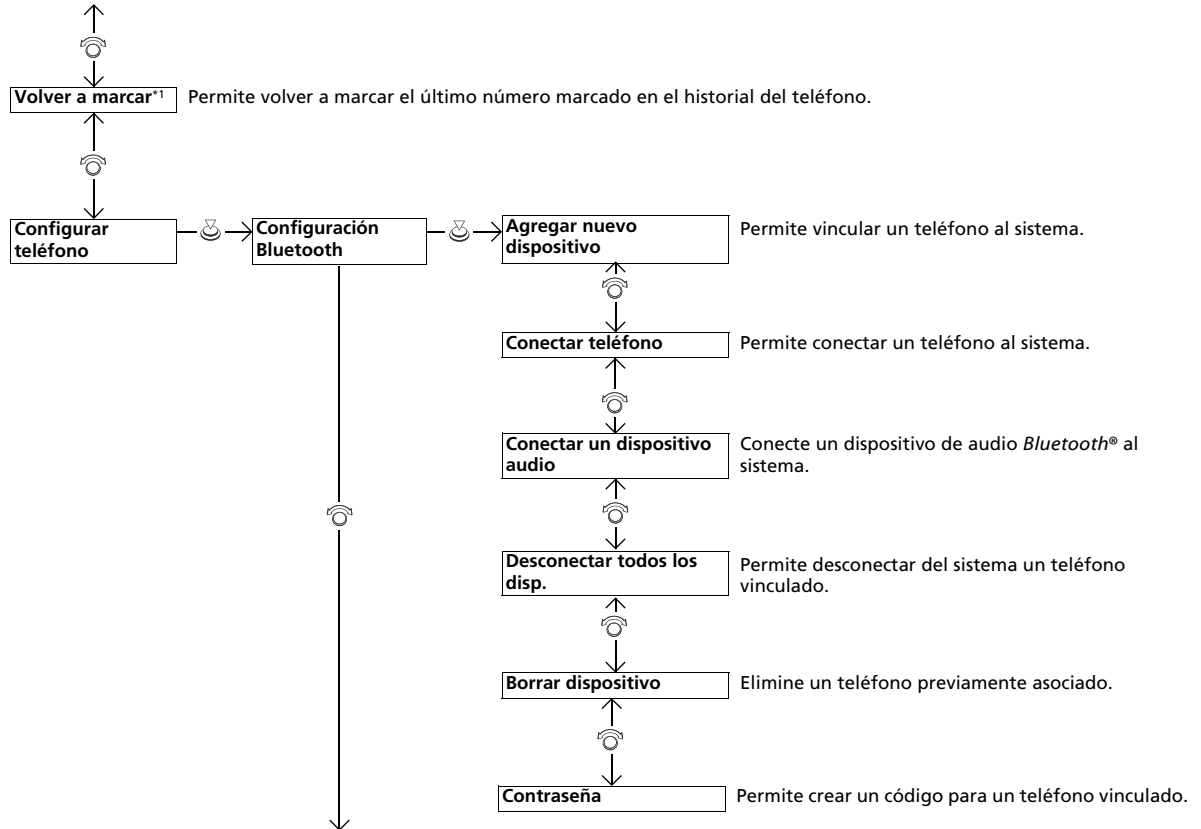 Volver a marcar*1 Permite volver a marcar el último número marcado en el historial del teléfono.
Configurar
teléfono
Configuración
Bluetooth
Agregar nuevo
dispositivo
Permite vincular un teléfono al sistema.
Conectar teléfono
Permite conectar un teléfono al sistema.
Conectar un dispositivo
audio
Conecte un dispositivo de audio Bluetooth® al
sistema.
Desconectar todos los
disp.
Permite desconectar del sistema un teléfono
vinculado.
Borrar dispositivo
Elimine un teléfono previamente asociado.
Contraseña
Permite crear un código para un teléfono vinculado.